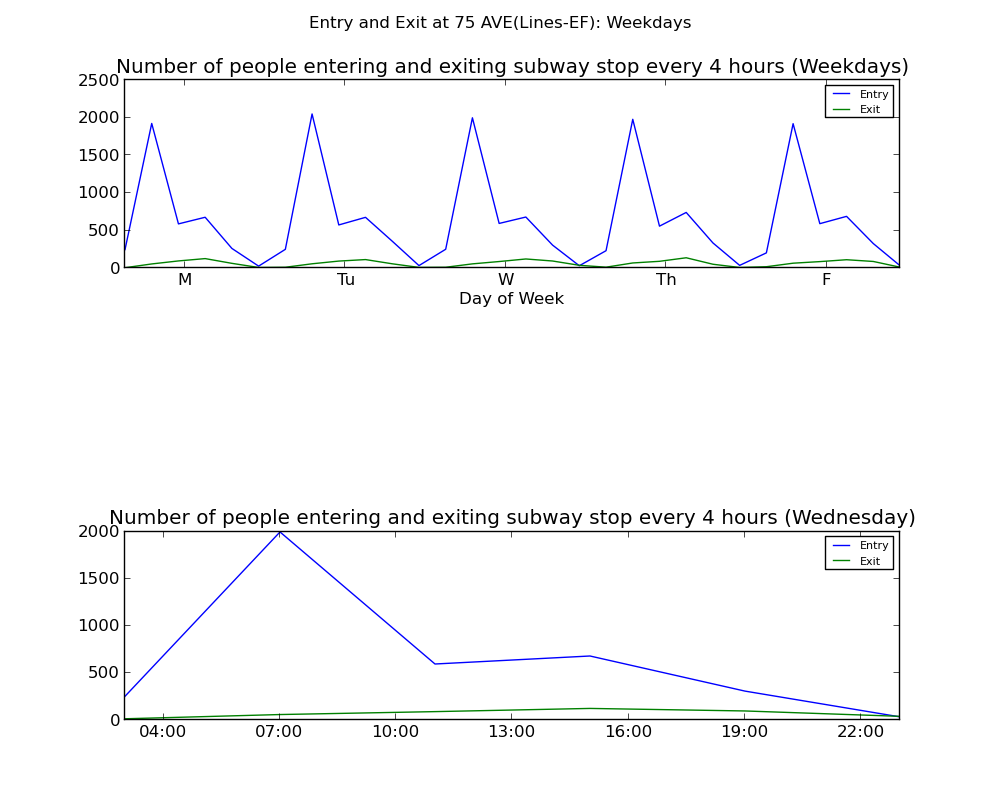 Entry and Exit at 75 AVE(Lines-EF): Weekdays
Number of people entering and exiting subway stop every 4 hours (Weekdays)
2500
2000
1500
1000
500
0
Entry
Exit
M Tu W Th F
Day of Week
Number of people entering and exiting subway stop every 4 hours (Wednesday)
2000
1500
1000
500
0
Entry
Exit
04:00 07:00 10:00 13:00 16:00 19:00 22:00